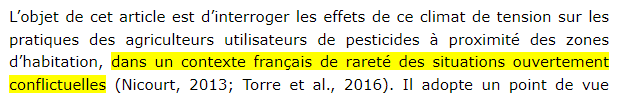 L’objet de cet article est d’interroger les effets de ce climat de tension sur les
pratiques des agriculteurs utilisateurs de pesticides à proximité des zones
d’habitation, dans un contexte français de rareté des situations ouvertement
conflictuelles (Nicourt, 2013; Torre et al., 2016). Il adopte un point de vue